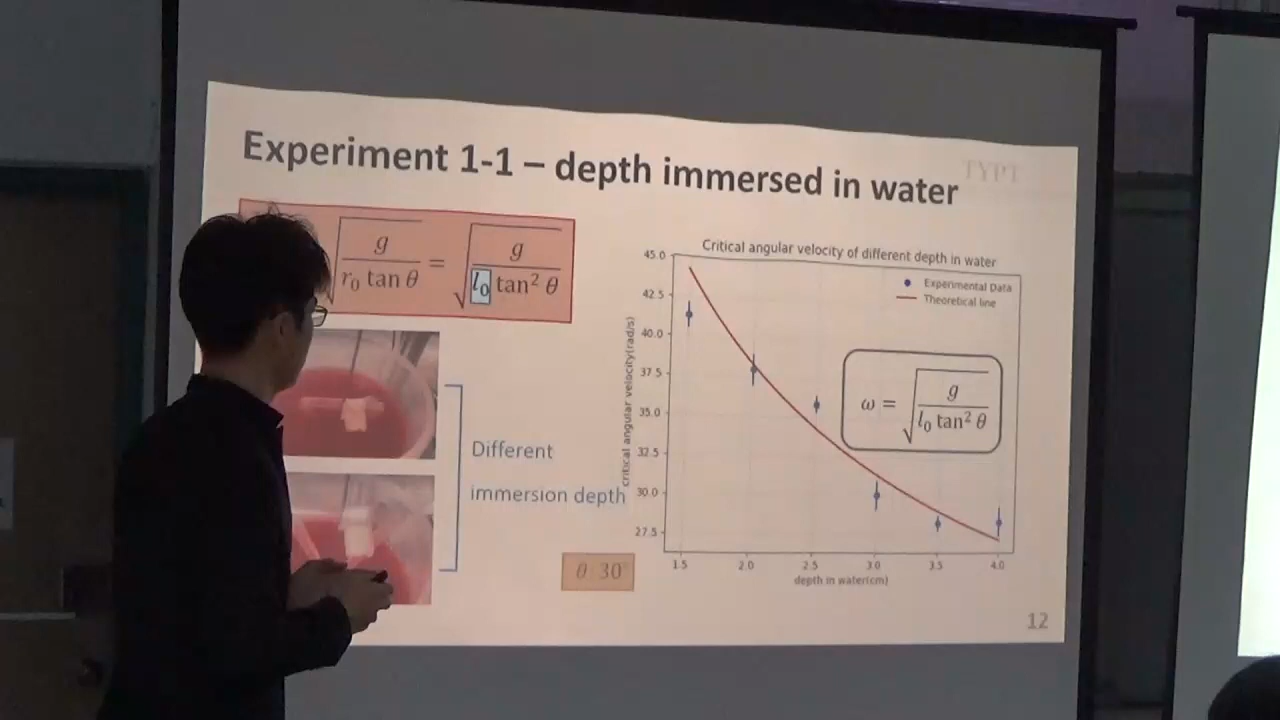 Experiment 1-1 – depth immersed in water
TYPT
√(g / (r₀ tan θ)) = √(g / (l₀ tan² θ))
Different
immersion depth
θ 30°
Critical angular velocity of different depth in water
Experimental Data
Theoretical line
ω = √(g / (l₀ tan² θ))
critical angular velocity(rad/s)
45.0
42.5
40.0
37.5
35.0
32.5
30.0
27.5
1.5 2.0 2.5 3.0 3.5 4.0
depth in water(cm)
12